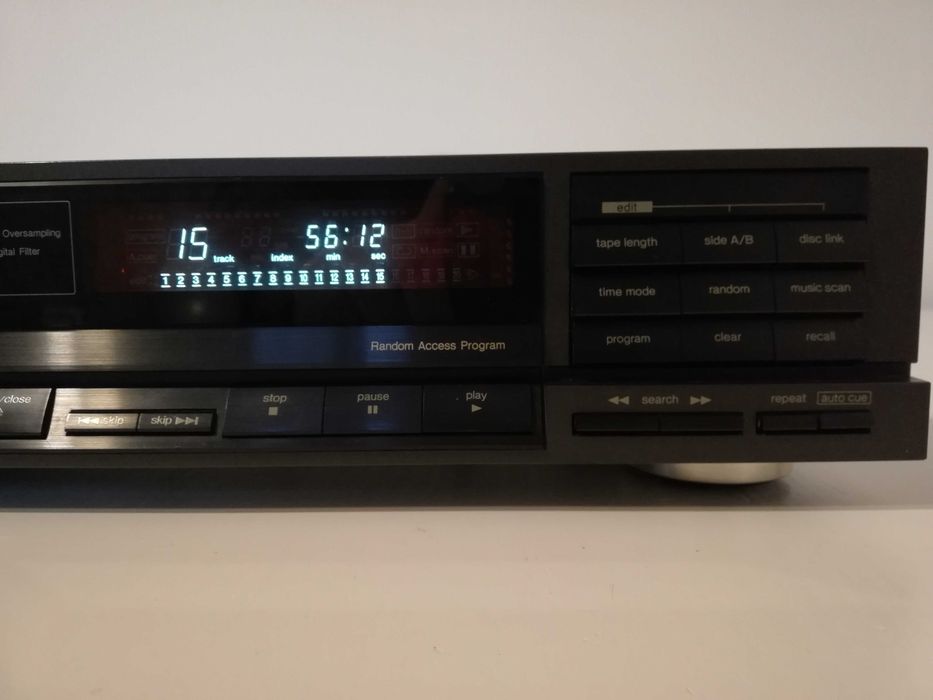 edit
Oversampling
tape length side A/B disc link
15 56:12
gital Filter
track index min sec
1 2 3 4 5 6 7 8 9 10 11 12 13 14 15
time mode random music scan
program clear recall
Random Access Program
/close
skip skip
stop
pause
play
search
repeat auto cue